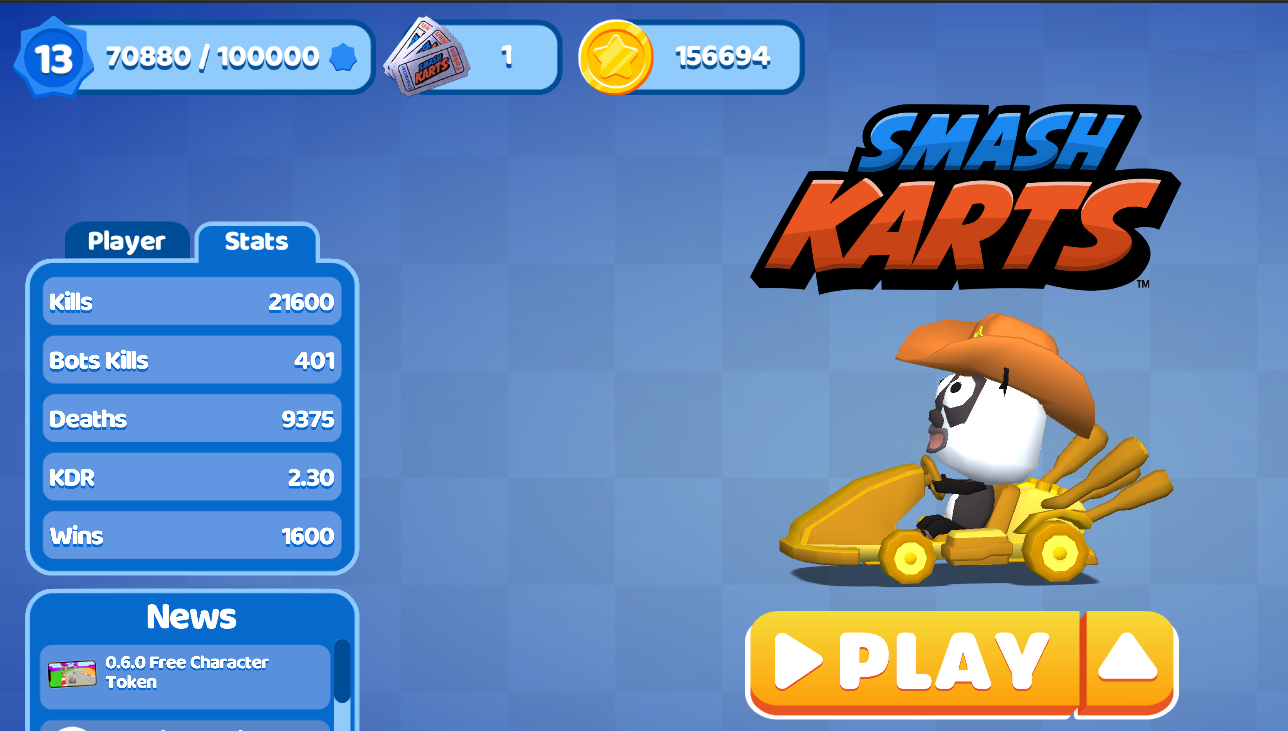 13
70880 / 100000
SMASH
KARTS
1
156694
SMASH
KARTS
TM
Player
Stats
Kills 21600
Bots Kills 401
Deaths 9375
KDR 2.30
Wins 1600
News
0.6.0 Free Character
Token
PLAY